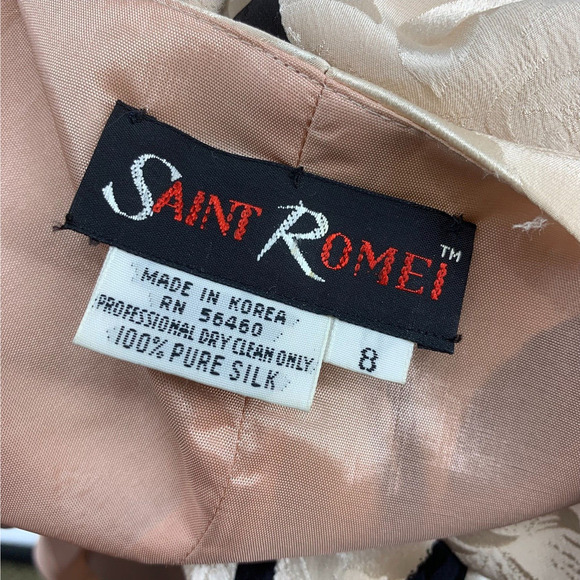 SAINT ROMEI™
MADE IN KOREA
RN 56460
PROFESSIONAL DRY CLEAN ONLY
100% PURE SILK
8